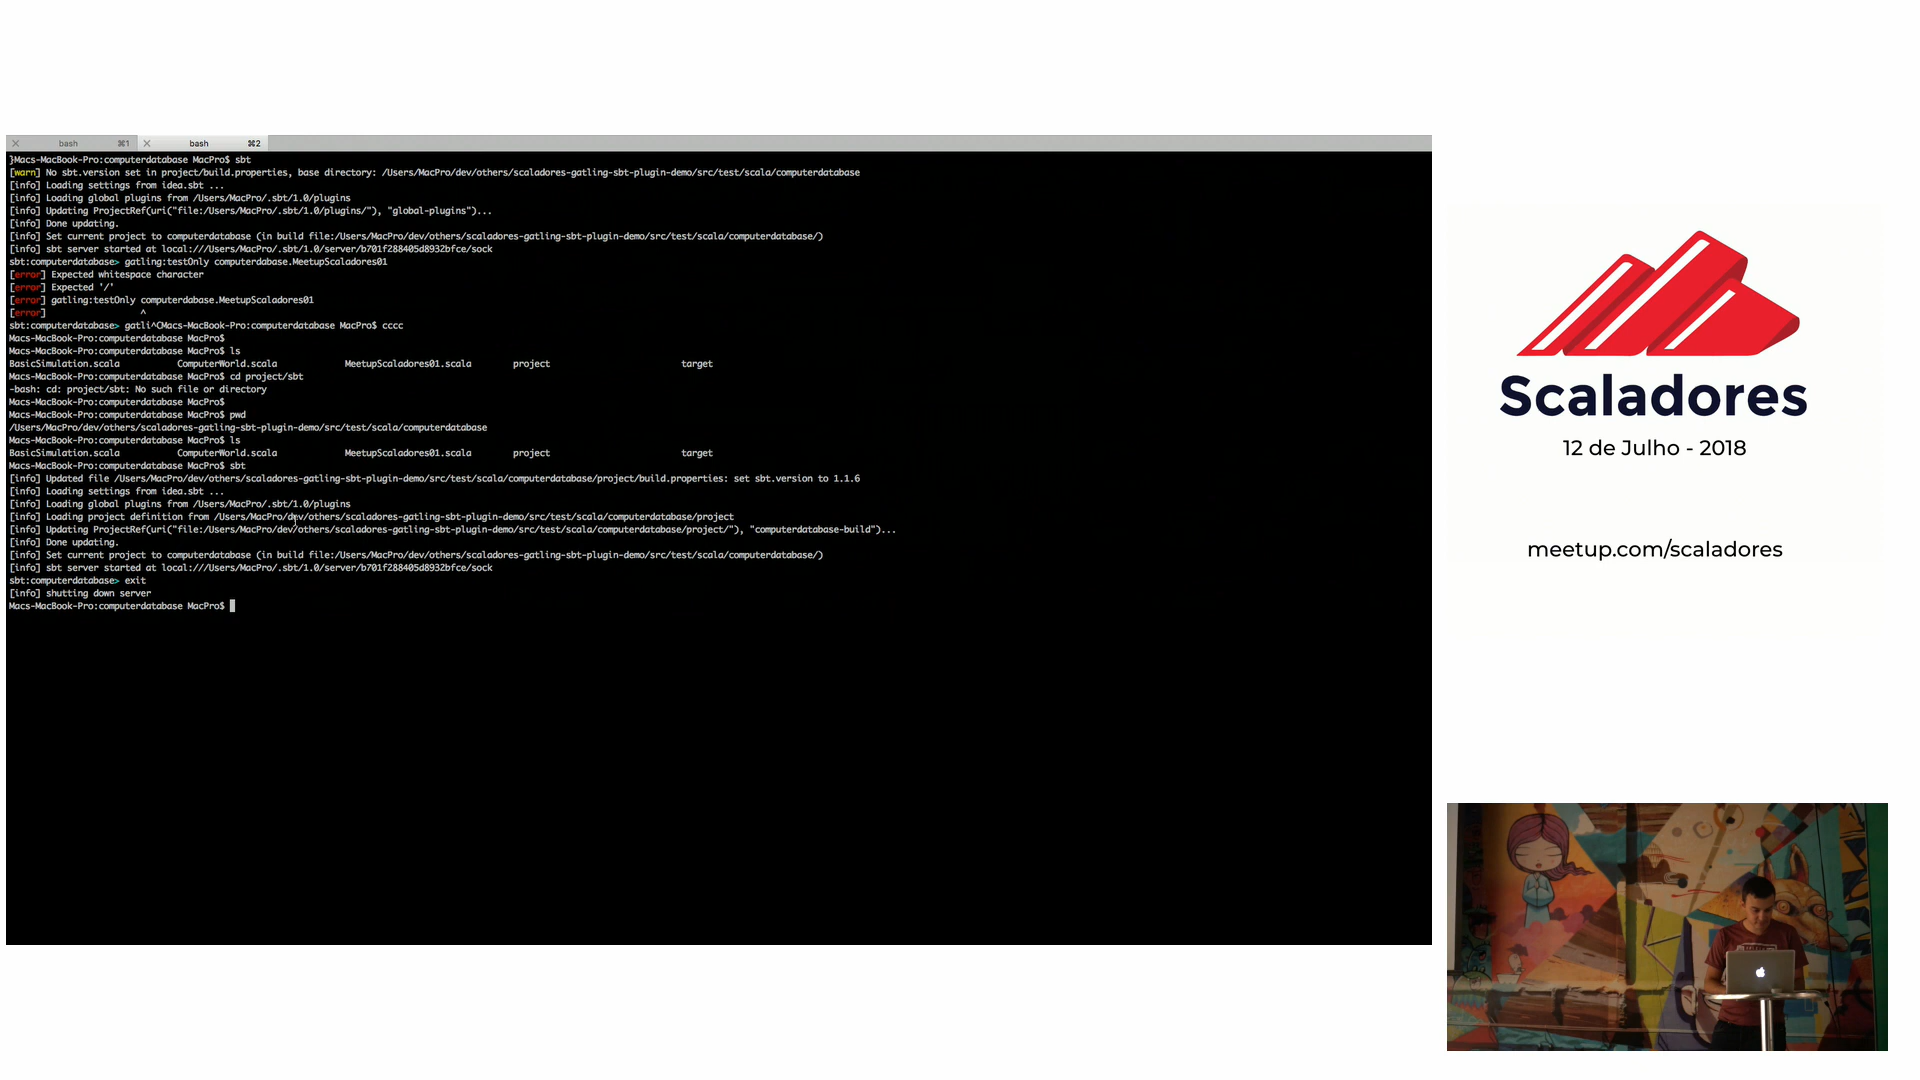 bash ⌘1 bash ⌘2
}Macs-MacBook-Pro:computerdatabase MacPro$ sbt
[warn] No sbt.version set in project/build.properties, base directory: /Users/MacPro/dev/others/scaladores-gatling-sbt-plugin-demo/src/test/scala/computerdatabase
[info] Loading settings from idea.sbt ...
[info] Loading global plugins from /Users/MacPro/.sbt/1.0/plugins
[info] Updating ProjectRef(uri("file:/Users/MacPro/.sbt/1.0/plugins/"), "global-plugins")...
[info] Done updating.
[info] Set current project to computerdatabase (in build file:/Users/MacPro/dev/others/scaladores-gatling-sbt-plugin-demo/src/test/scala/computerdatabase/)
[info] sbt server started at local:///Users/MacPro/.sbt/1.0/server/b701f288405d8932bfce/sock
sbt:computerdatabase> gatling:testOnly computerdabase.MeetupScaladores01
[error] Expected whitespace character
[error] Expected '/'
[error] gatling:testOnly computerdabase.MeetupScaladores01
[error] ^
sbt:computerdatabase> gatli^CMacs-MacBook-Pro:computerdatabase MacPro$ cccc
Macs-MacBook-Pro:computerdatabase MacPro$
Macs-MacBook-Pro:computerdatabase MacPro$ ls
BasicSimulation.scala ComputerWorld.scala MeetupScaladores01.scala project target
Macs-MacBook-Pro:computerdatabase MacPro$ cd project/sbt
-bash: cd: project/sbt: No such file or directory
Macs-MacBook-Pro:computerdatabase MacPro$
Macs-MacBook-Pro:computerdatabase MacPro$ pwd
/Users/MacPro/dev/others/scaladores-gatling-sbt-plugin-demo/src/test/scala/computerdatabase
Macs-MacBook-Pro:computerdatabase MacPro$ ls
BasicSimulation.scala ComputerWorld.scala MeetupScaladores01.scala project target
Macs-MacBook-Pro:computerdatabase MacPro$ sbt
[info] Updated file /Users/MacPro/dev/others/scaladores-gatling-sbt-plugin-demo/src/test/scala/computerdatabase/project/build.properties: set sbt.version to 1.1.6
[info] Loading settings from idea.sbt ...
[info] Loading global plugins from /Users/MacPro/.sbt/1.0/plugins
[info] Loading project definition from /Users/MacPro/dev/others/scaladores-gatling-sbt-plugin-demo/src/test/scala/computerdatabase/project
[info] Updating ProjectRef(uri("file:/Users/MacPro/dev/others/scaladores-gatling-sbt-plugin-demo/src/test/scala/computerdatabase/project/"), "computerdatabase-build")...
[info] Done updating.
[info] Set current project to computerdatabase (in build file:/Users/MacPro/dev/others/scaladores-gatling-sbt-plugin-demo/src/test/scala/computerdatabase/)
[info] sbt server started at local:///Users/MacPro/.sbt/1.0/server/b701f288405d8932bfce/sock
sbt:computerdatabase> exit
[info] shutting down server
Macs-MacBook-Pro:computerdatabase MacPro$
Scaladores
12 de Julho - 2018
meetup.com/scaladores